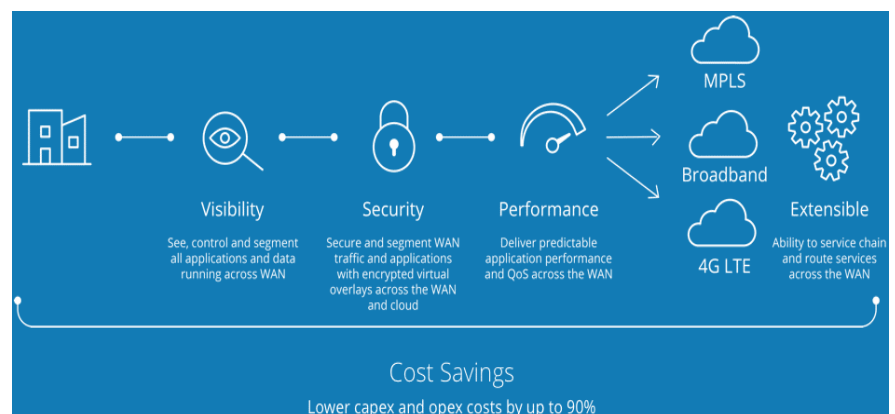 MPLS
Broadband
4G LTE
Visibility
See, control and segment
all applications and data
running across WAN
Security
Secure and segment WAN
traffic and applications
with encrypted virtual
overlays across the WAN
and cloud
Performance
Deliver predictable
application performance
and QoS across the WAN
Extensible
Ability to service chain
and route services
across the WAN
Cost Savings
Lower capex and opex costs by up to 90%